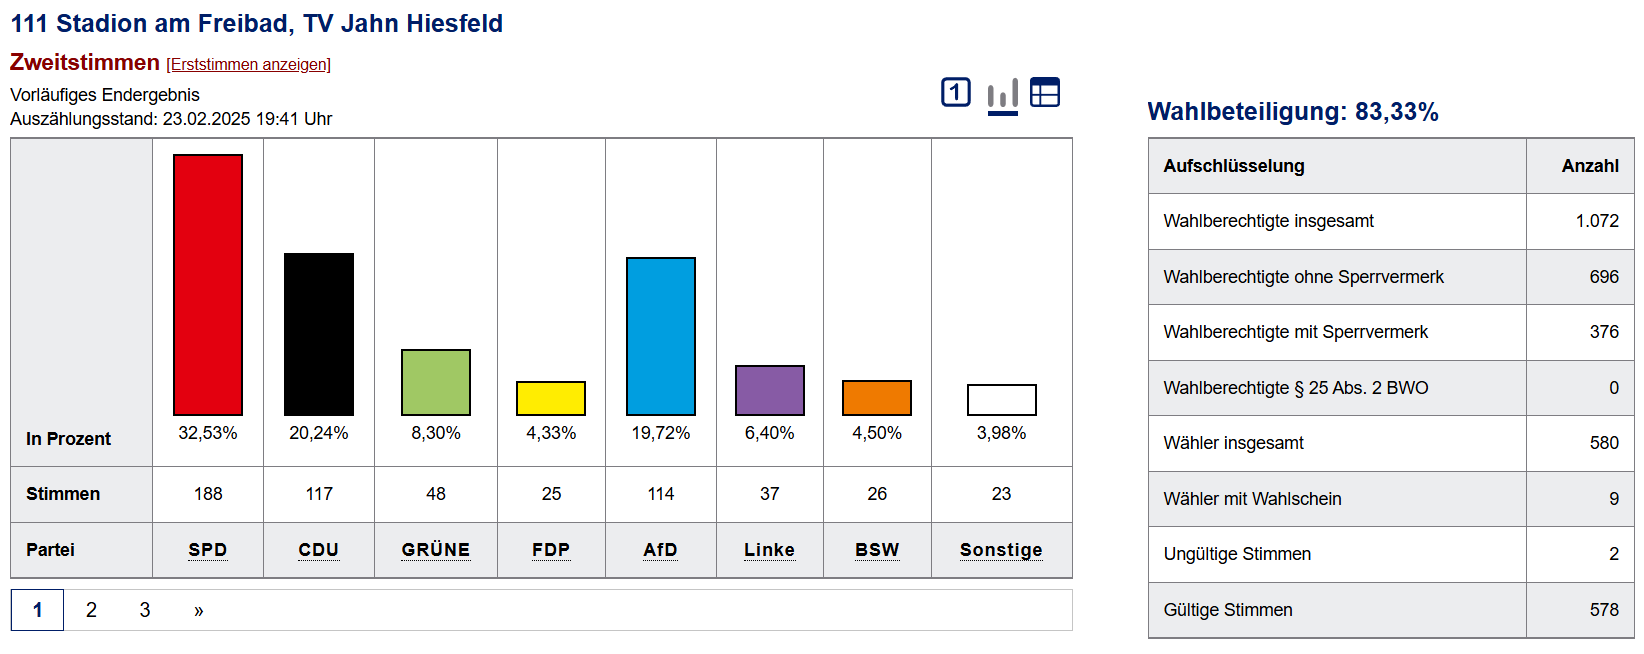 111 Stadion am Freibad, TV Jahn Hiesfeld
Zweitstimmen [Erststimmen anzeigen]
Vorläufiges Endergebnis
Auszählungsstand: 23.02.2025 19:41 Uhr
1
In Prozent 32,53% 20,24% 8,30% 4,33% 19,72% 6,40% 4,50% 3,98%
Stimmen 188 117 48 25 114 37 26 23
Partei SPD CDU GRÜNE FDP AfD Linke BSW Sonstige
1 2 3 »
Wahlbeteiligung: 83,33%
Aufschlüsselung Anzahl
Wahlberechtigte insgesamt 1.072
Wahlberechtigte ohne Sperrvermerk 696
Wahlberechtigte mit Sperrvermerk 376
Wahlberechtigte § 25 Abs. 2 BWO 0
Wähler insgesamt 580
Wähler mit Wahlschein 9
Ungültige Stimmen 2
Gültige Stimmen 578